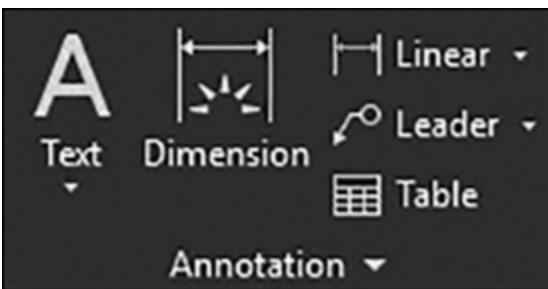 Text
Dimension
Linear
Leader
Table
Annotation